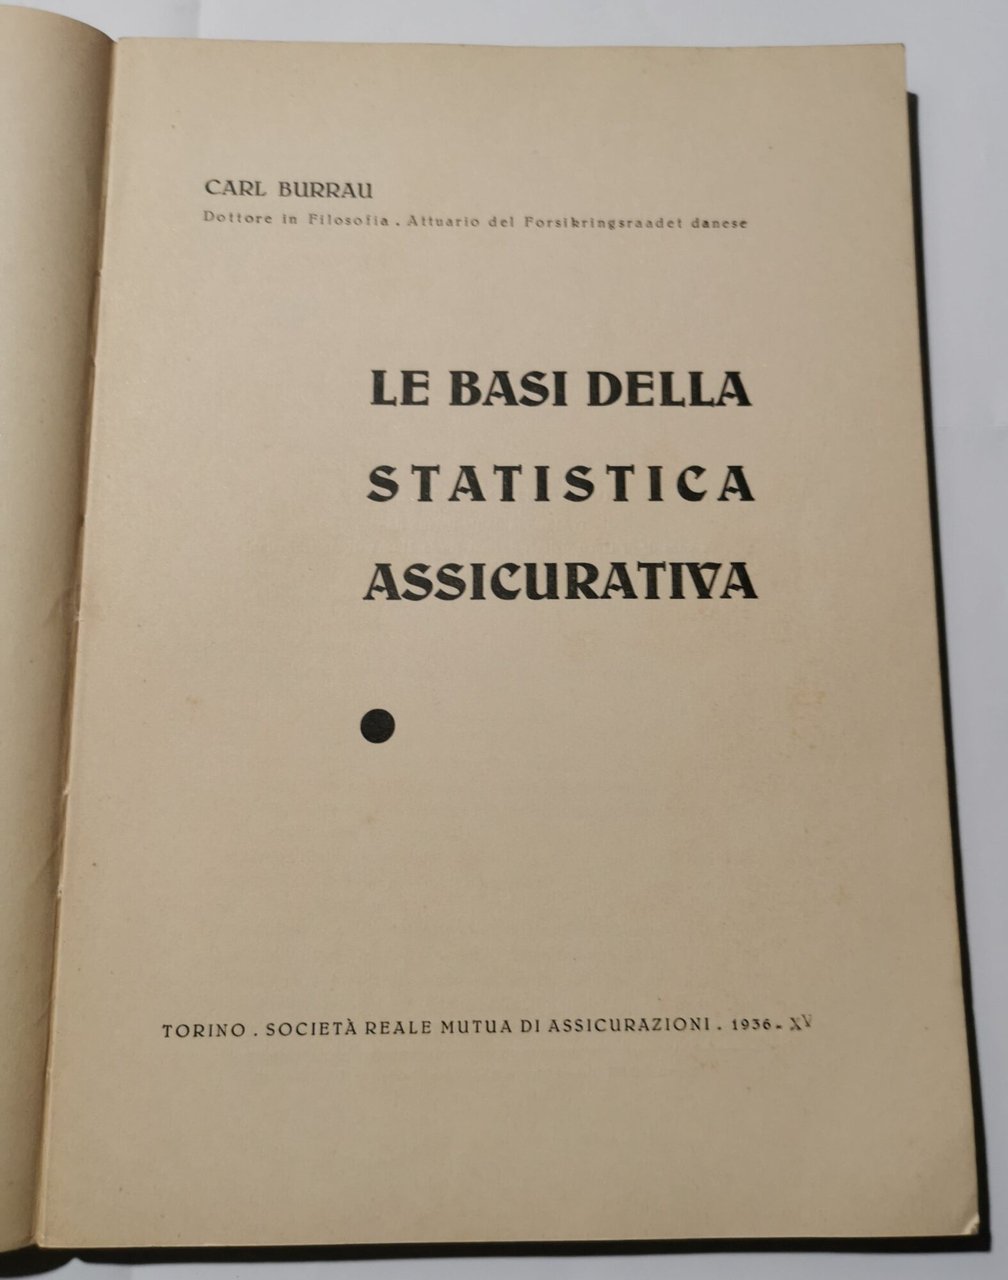 CARL BURRAU
Dottore in Filosofia . Attuario del Forsikringsraadet danese
LE BASI DELLA
STATISTICA
ASSICURATIVA
TORINO . SOCIETÀ REALE MUTUA DI ASSICURAZIONI . 1936 - XV